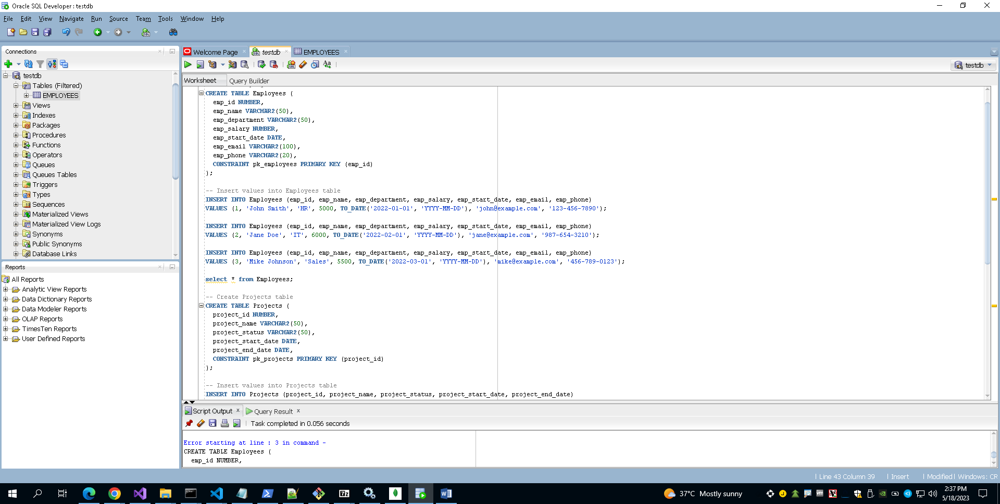 Oracle SQL Developer : testdb
File Edit View Navigate Run Source Team Tools Window Help
Connections
testdb
Tables (Filtered)
EMPLOYEES
Views
Indexes
Packages
Procedures
Functions
Operators
Queues
Queues Tables
Triggers
Types
Sequences
Materialized Views
Materialized View Logs
Synonyms
Public Synonyms
Database Links
Reports
All Reports
Analytic View Reports
Data Dictionary Reports
Data Modeler Reports
OLAP Reports
TimesTen Reports
User Defined Reports
Welcome Page testdb EMPLOYEES
testdb
Worksheet Query Builder
CREATE TABLE Employees (
emp_id NUMBER,
emp_name VARCHAR2(50),
emp_department VARCHAR2(50),
emp_salary NUMBER,
emp_start_date DATE,
emp_email VARCHAR2(100),
emp_phone VARCHAR2(20),
CONSTRAINT pk_employees PRIMARY KEY (emp_id)
);
-- Insert values into Employees table
INSERT INTO Employees (emp_id, emp_name, emp_department, emp_salary, emp_start_date, emp_email, emp_phone)
VALUES (1, 'John Smith', 'HR', 5000, TO_DATE('2022-01-01', 'YYYY-MM-DD'), 'john@example.com', '123-456-7890');
INSERT INTO Employees (emp_id, emp_name, emp_department, emp_salary, emp_start_date, emp_email, emp_phone)
VALUES (2, 'Jane Doe', 'IT', 6000, TO_DATE('2022-02-01', 'YYYY-MM-DD'), 'jane@example.com', '987-654-3210');
INSERT INTO Employees (emp_id, emp_name, emp_department, emp_salary, emp_start_date, emp_email, emp_phone)
VALUES (3, 'Mike Johnson', 'Sales', 5500, TO_DATE('2022-03-01', 'YYYY-MM-DD'), 'mike@example.com', '456-789-0123');
select * from Employees;
-- Create Projects table
CREATE TABLE Projects (
project_id NUMBER,
project_name VARCHAR2(50),
project_status VARCHAR2(50),
project_start_date DATE,
project_end_date DATE,
CONSTRAINT pk_projects PRIMARY KEY (project_id)
);
-- Insert values into Projects table
INSERT INTO Projects (project_id, project_name, project_status, project_start_date, project_end_date)
Script Output Query Result
Task completed in 0.056 seconds
Error starting at line : 3 in command -
CREATE TABLE Employees (
emp_id NUMBER,
Line 43 Column 39 Insert Modified Windows: CR
37°C Mostly sunny
2:37 PM
5/18/2023